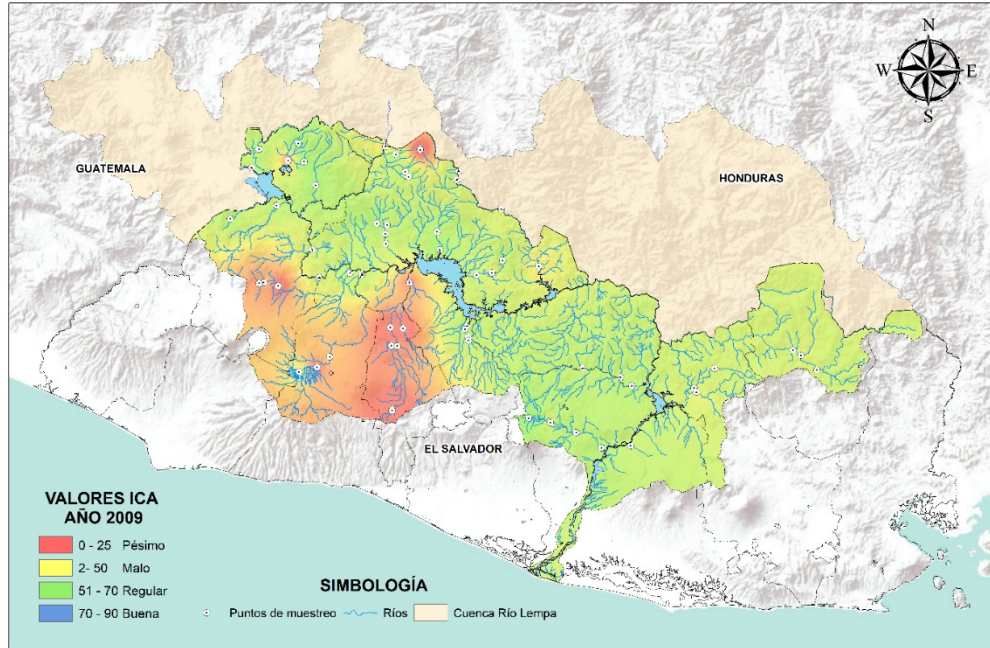 N
W E
S
GUATEMALA
HONDURAS
EL SALVADOR
VALORES ICA
AÑO 2009
0 - 25 Pésimo
2- 50 Malo
51 - 70 Regular
70 - 90 Buena
SIMBOLOGÍA
Puntos de muestreo Ríos Cuenca Río Lempa